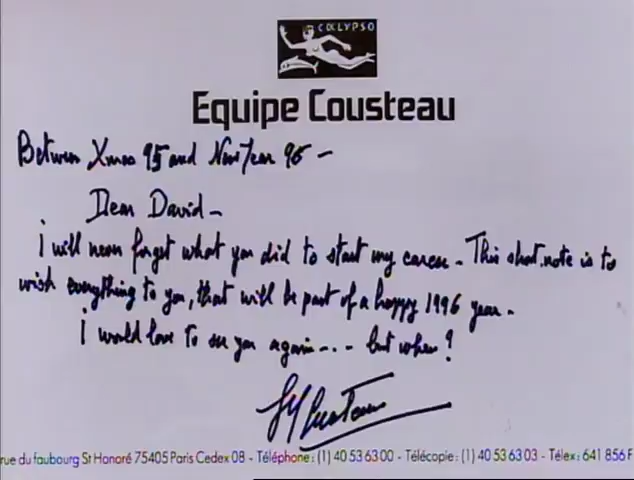 CALYPSO
Equipe Cousteau
Between Xmas 95 and New Year 96 -
Dear David -
I will never forget what you did to start my career - This short note is to
wish everything to you, that will be part of a happy 1996 year.
I would love to see you again... - but when?
JYCousteau
rue du faubourg St Honoré 75405 Paris Cedex 08 - Téléphone : (1) 40 53 63 00 - Télécopie : (1) 40 53 63 03 - Télex : 641 856 F